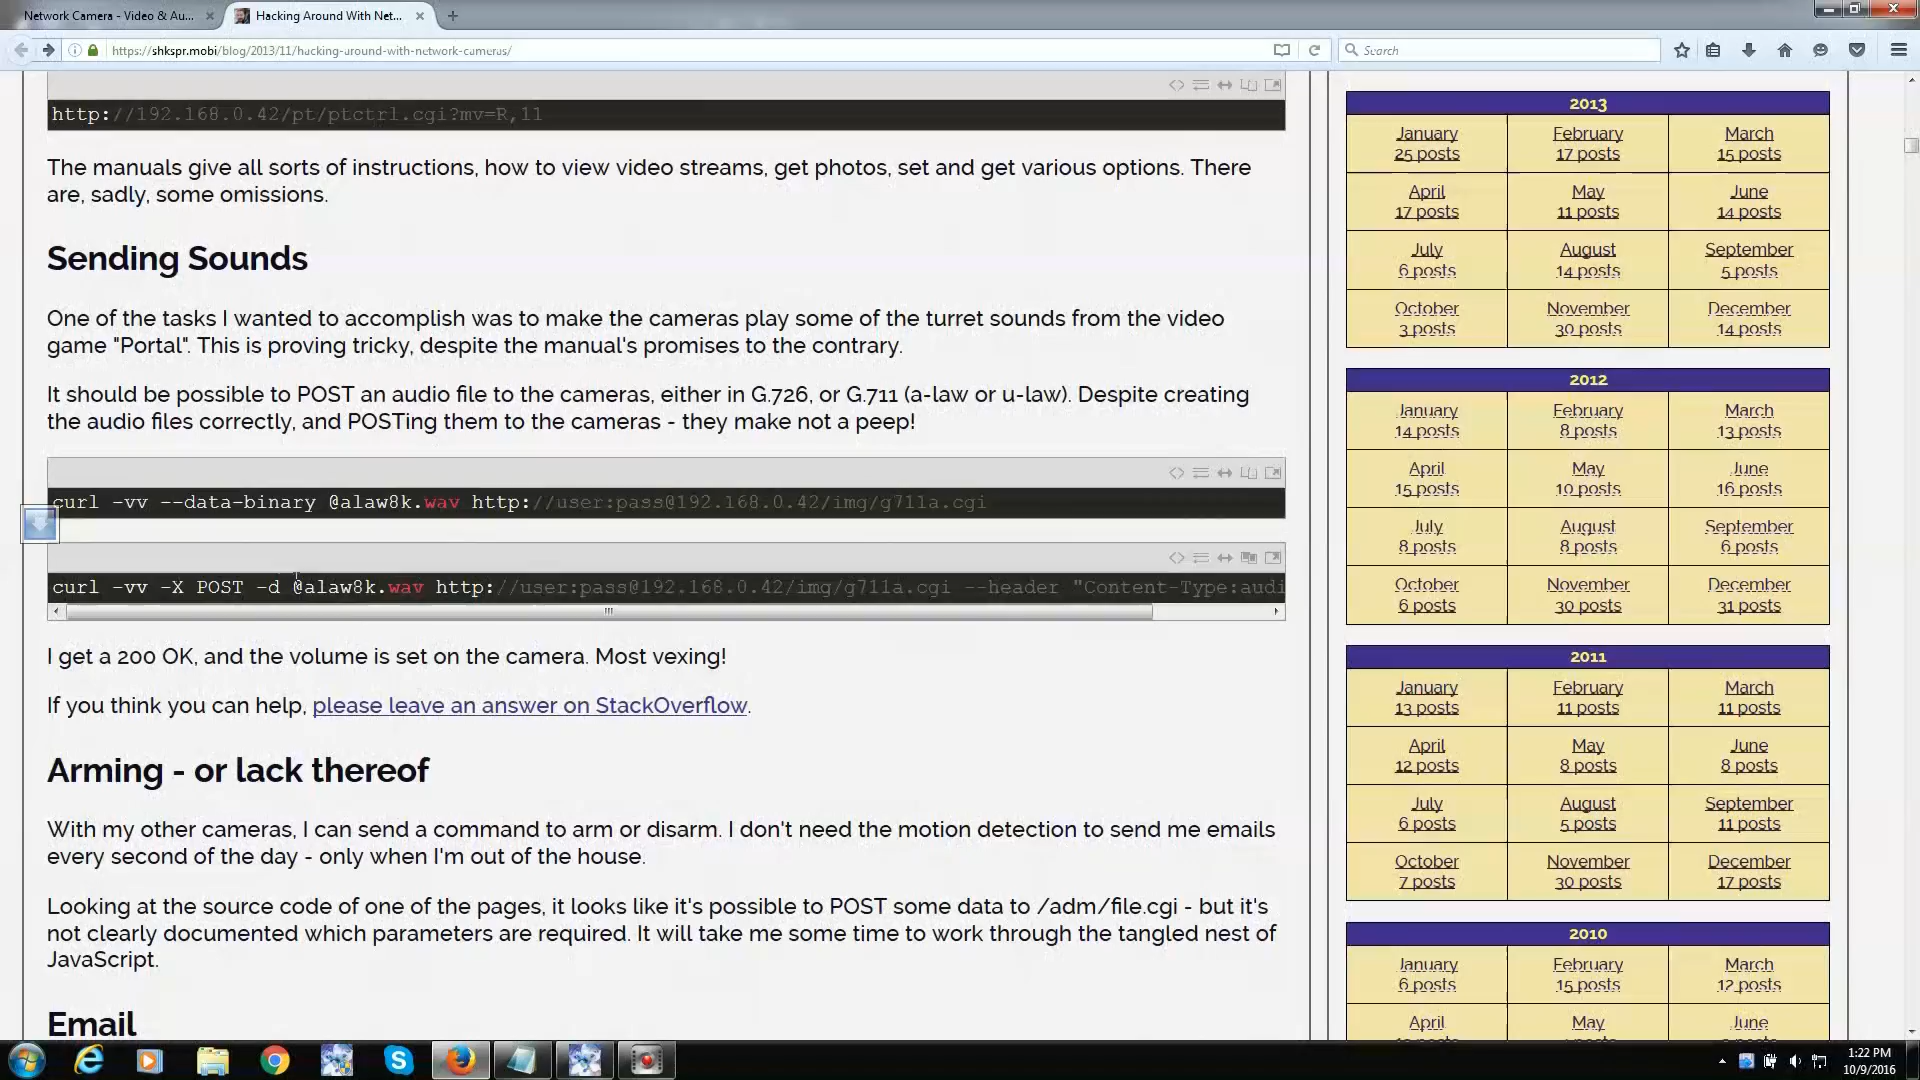 Network Camera - Video & Au...
Hacking Around With Net...
https://shkspr.mobi/blog/2013/11/hacking-around-with-network-cameras/
Search
http://192.168.0.42/pt/ptctrl.cgi?mv=R,11
The manuals give all sorts of instructions, how to view video streams, get photos, set and get various options. There
are, sadly, some omissions.
Sending Sounds
One of the tasks I wanted to accomplish was to make the cameras play some of the turret sounds from the video
game "Portal". This is proving tricky, despite the manual's promises to the contrary.
It should be possible to POST an audio file to the cameras, either in G.726, or G.711 (a-law or u-law). Despite creating
the audio files correctly, and POSTing them to the cameras - they make not a peep!
curl -vv --data-binary @alaw8k.wav http://user:pass@192.168.0.42/img/g711a.cgi
curl -vv -X POST -d @alaw8k.wav http://user:pass@192.168.0.42/img/g711a.cgi --header "Content-Type:audi
I get a 200 OK, and the volume is set on the camera. Most vexing!
If you think you can help, please leave an answer on StackOverflow.
Arming - or lack thereof
With my other cameras, I can send a command to arm or disarm. I don't need the motion detection to send me emails
every second of the day - only when I'm out of the house.
Looking at the source code of one of the pages, it looks like it's possible to POST some data to /adm/file.cgi - but it's
not clearly documented which parameters are required. It will take me some time to work through the tangled nest of
JavaScript.
Email
2013
January February March
25 posts 17 posts 15 posts
April May June
17 posts 11 posts 14 posts
July August September
6 posts 14 posts 5 posts
October November December
3 posts 30 posts 14 posts
2012
January February March
14 posts 8 posts 13 posts
April May June
15 posts 10 posts 16 posts
July August September
8 posts 8 posts 6 posts
October November December
6 posts 30 posts 31 posts
2011
January February March
13 posts 11 posts 11 posts
April May June
12 posts 8 posts 8 posts
July August September
6 posts 5 posts 11 posts
October November December
7 posts 30 posts 17 posts
2010
January February March
6 posts 15 posts 12 posts
April May June
1:22 PM
10/9/2016